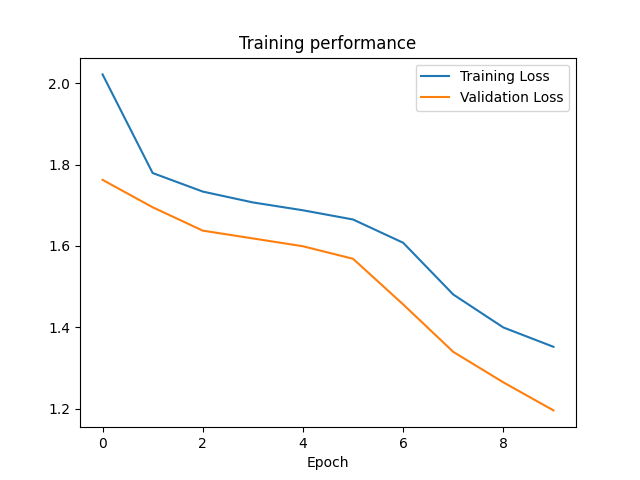 Training performance
Training Loss
Validation Loss
2.0
1.8
1.6
1.4
1.2
0 2 4 6 8
Epoch